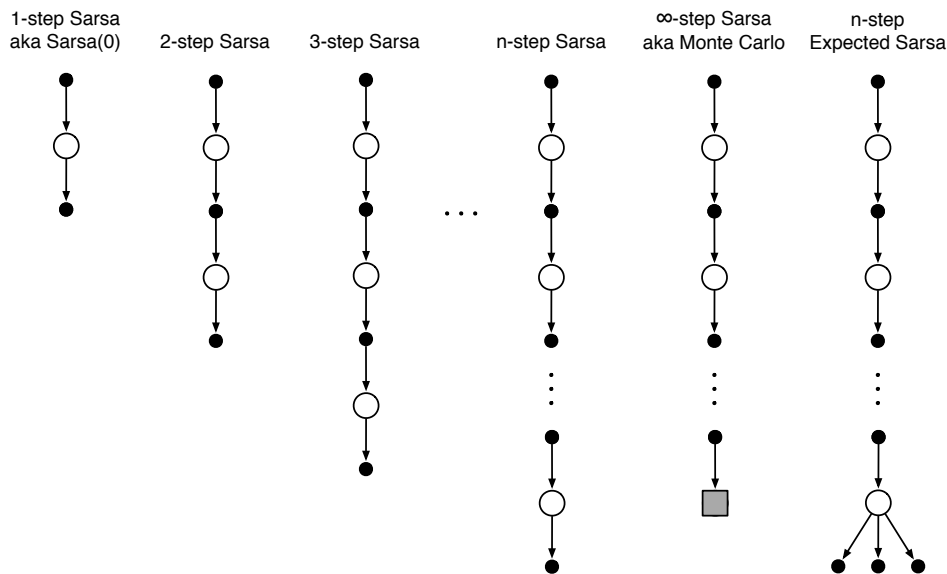 1-step Sarsa
aka Sarsa(0)
2-step Sarsa
3-step Sarsa
n-step Sarsa
∞-step Sarsa
aka Monte Carlo
n-step
Expected Sarsa